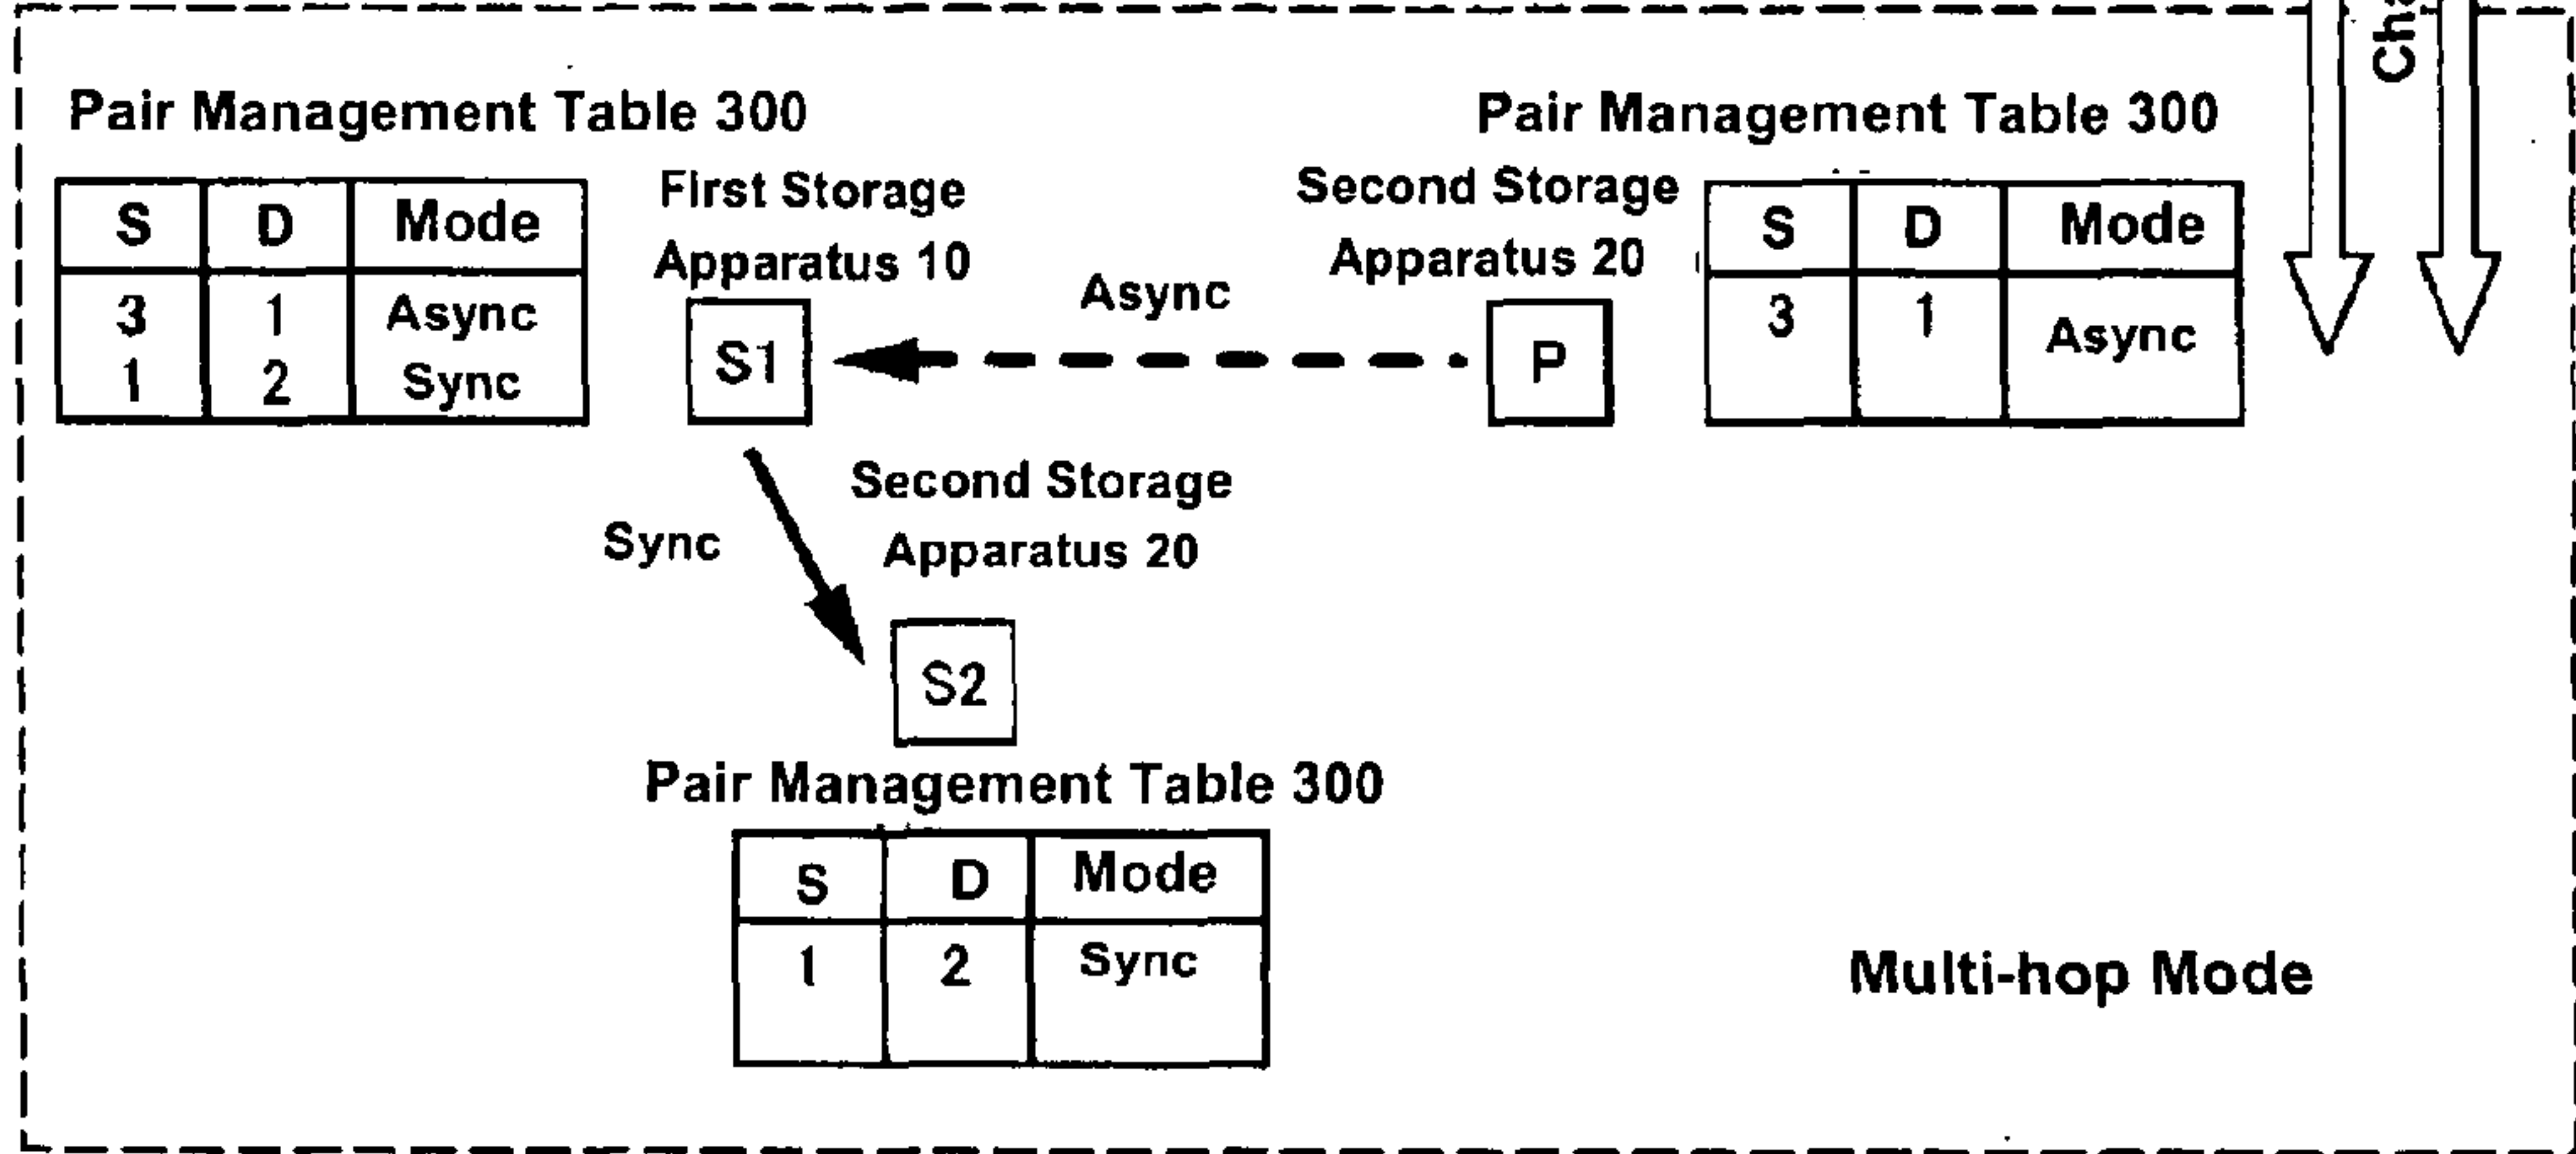 Cha
Pair Management Table 300
Pair Management Table 300
First Storage
Apparatus 10
Second Storage
Apparatus 20
S D Mode
3 1 Async
1 2 Sync
S1
Async
P
S D Mode
3 1 Async
Sync
Second Storage
Apparatus 20
S2
Pair Management Table 300
S D Mode
1 2 Sync
Multi-hop Mode